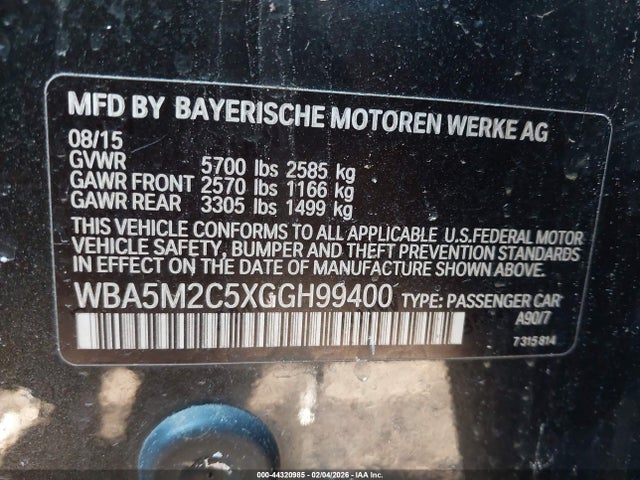 MFD BY BAYERISCHE MOTOREN WERKE AG
08/15
GVWR 5700 lbs 2585 kg
GAWR FRONT 2570 lbs 1166 kg
GAWR REAR 3305 lbs 1499 kg
THIS VEHICLE CONFORMS TO ALL APPLICABLE U.S.FEDERAL MOTOR
VEHICLE SAFETY, BUMPER AND THEFT PREVENTION STANDARDS
IN EFFECT ON THE DATE OF MANUFACTURE SHOWN ABOVE.
WBA5M2C5XGGH99400 TYPE: PASSENGER CAR
A90/7
7 315 814
000-44320985 - 02/04/2026 - IAA Inc.